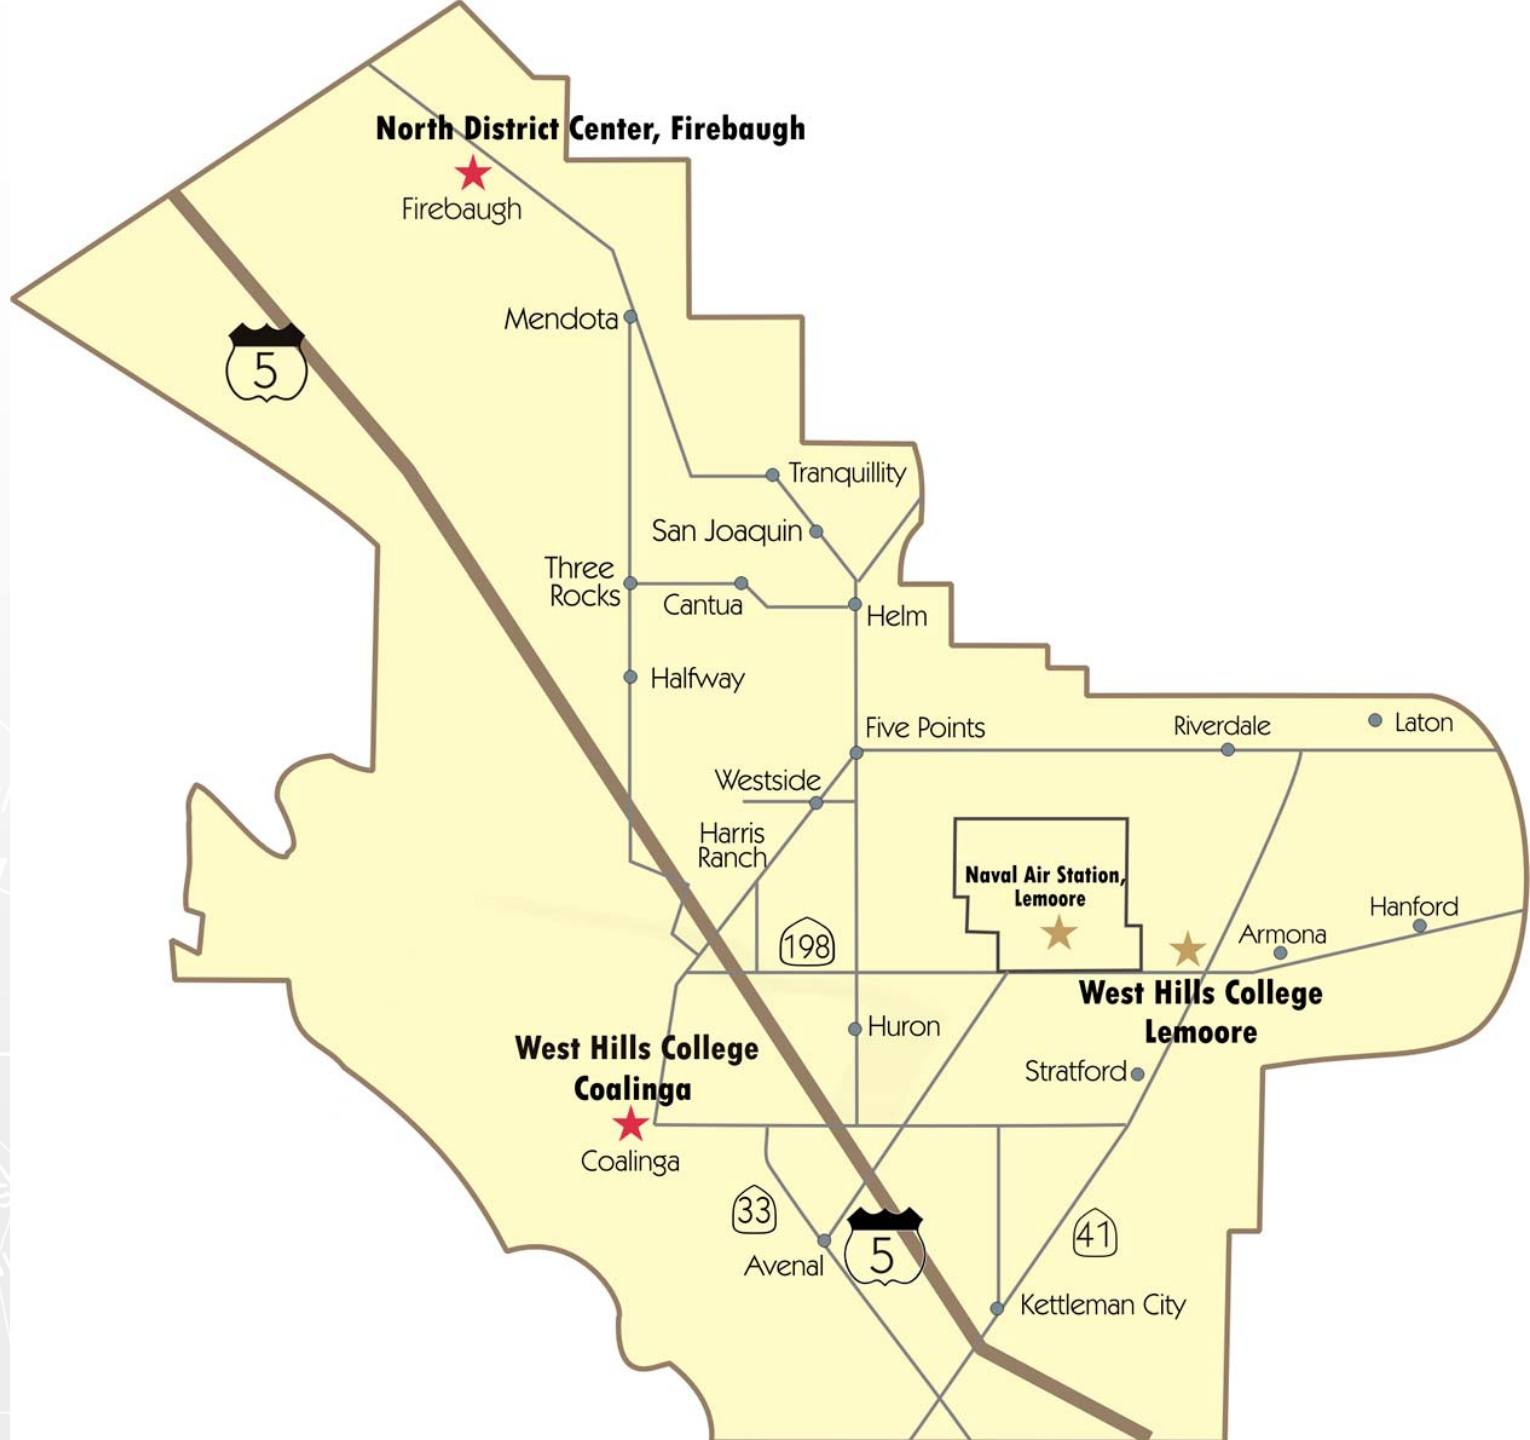 North District Center, Firebaugh
Firebaugh
Mendota
5
Tranquillity
San Joaquin
Three
Rocks
Cantua
Helm
Halfway
Five Points
Riverdale
Laton
Westside
Harris
Ranch
Naval Air Station,
Lemoore
198
Hanford
Armona
West Hills College
Lemoore
Huron
West Hills College
Coalinga
Stratford
Coalinga
33
41
5
Avenal
Kettleman City